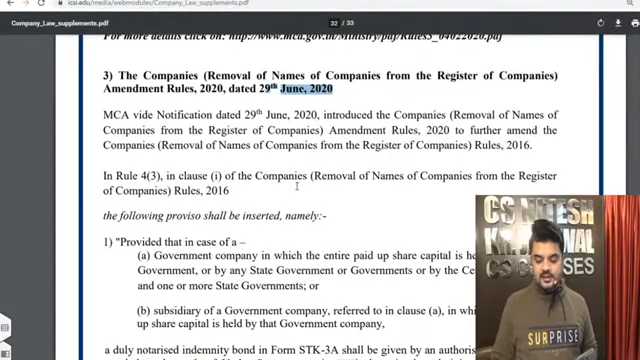 icsi.edu/media/webmodules/Company_Law_supplements.pdf
Company_Law_supplements.pdf
32 / 33
For more details click on: http://www.mca.gov.in/Ministry/pdf/Rules3_04022020.pdf
3) The Companies (Removal of Names of Companies from the Register of Companies)
Amendment Rules, 2020, dated 29th June, 2020
MCA vide Notification dated 29th June, 2020, introduced the Companies (Removal of Names of
Companies from the Register of Companies) Amendment Rules, 2020 to further amend the
Companies (Removal of Names of Companies from the Register of Companies) Rules, 2016.
In Rule 4(3), in clause (i) of the Companies (Removal of Names of Companies from the Register
of Companies) Rules, 2016
the following proviso shall be inserted, namely:-
1) "Provided that in case of a –
(a) Government company in which the entire paid up share capital is
Government, or by any State Government or Governments or by the
and one or more State Governments; or
(b) subsidiary of a Government company, referred to in clause (a), in
up share capital is held by that Government company,
a duly notarised indemnity bond in Form STK-3A shall be given by an
CS NITESH
CS
SURPRISE